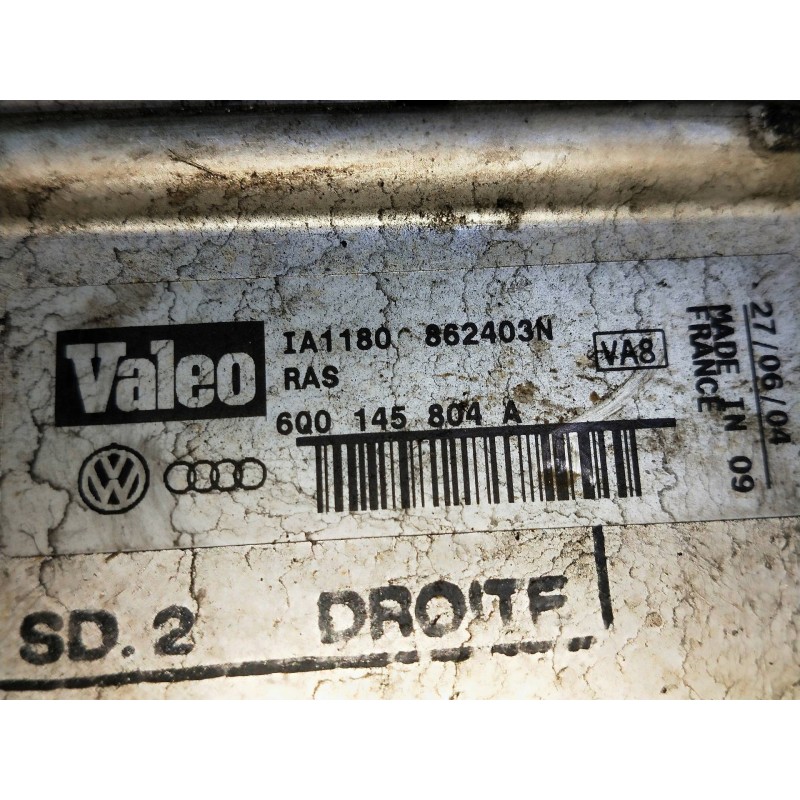 Valeo
IA1180 862403N
RAS
VA8
6Q0 145 804 A
27/06/04
MADE IN 09
FRANCE
SD.2 DROITE